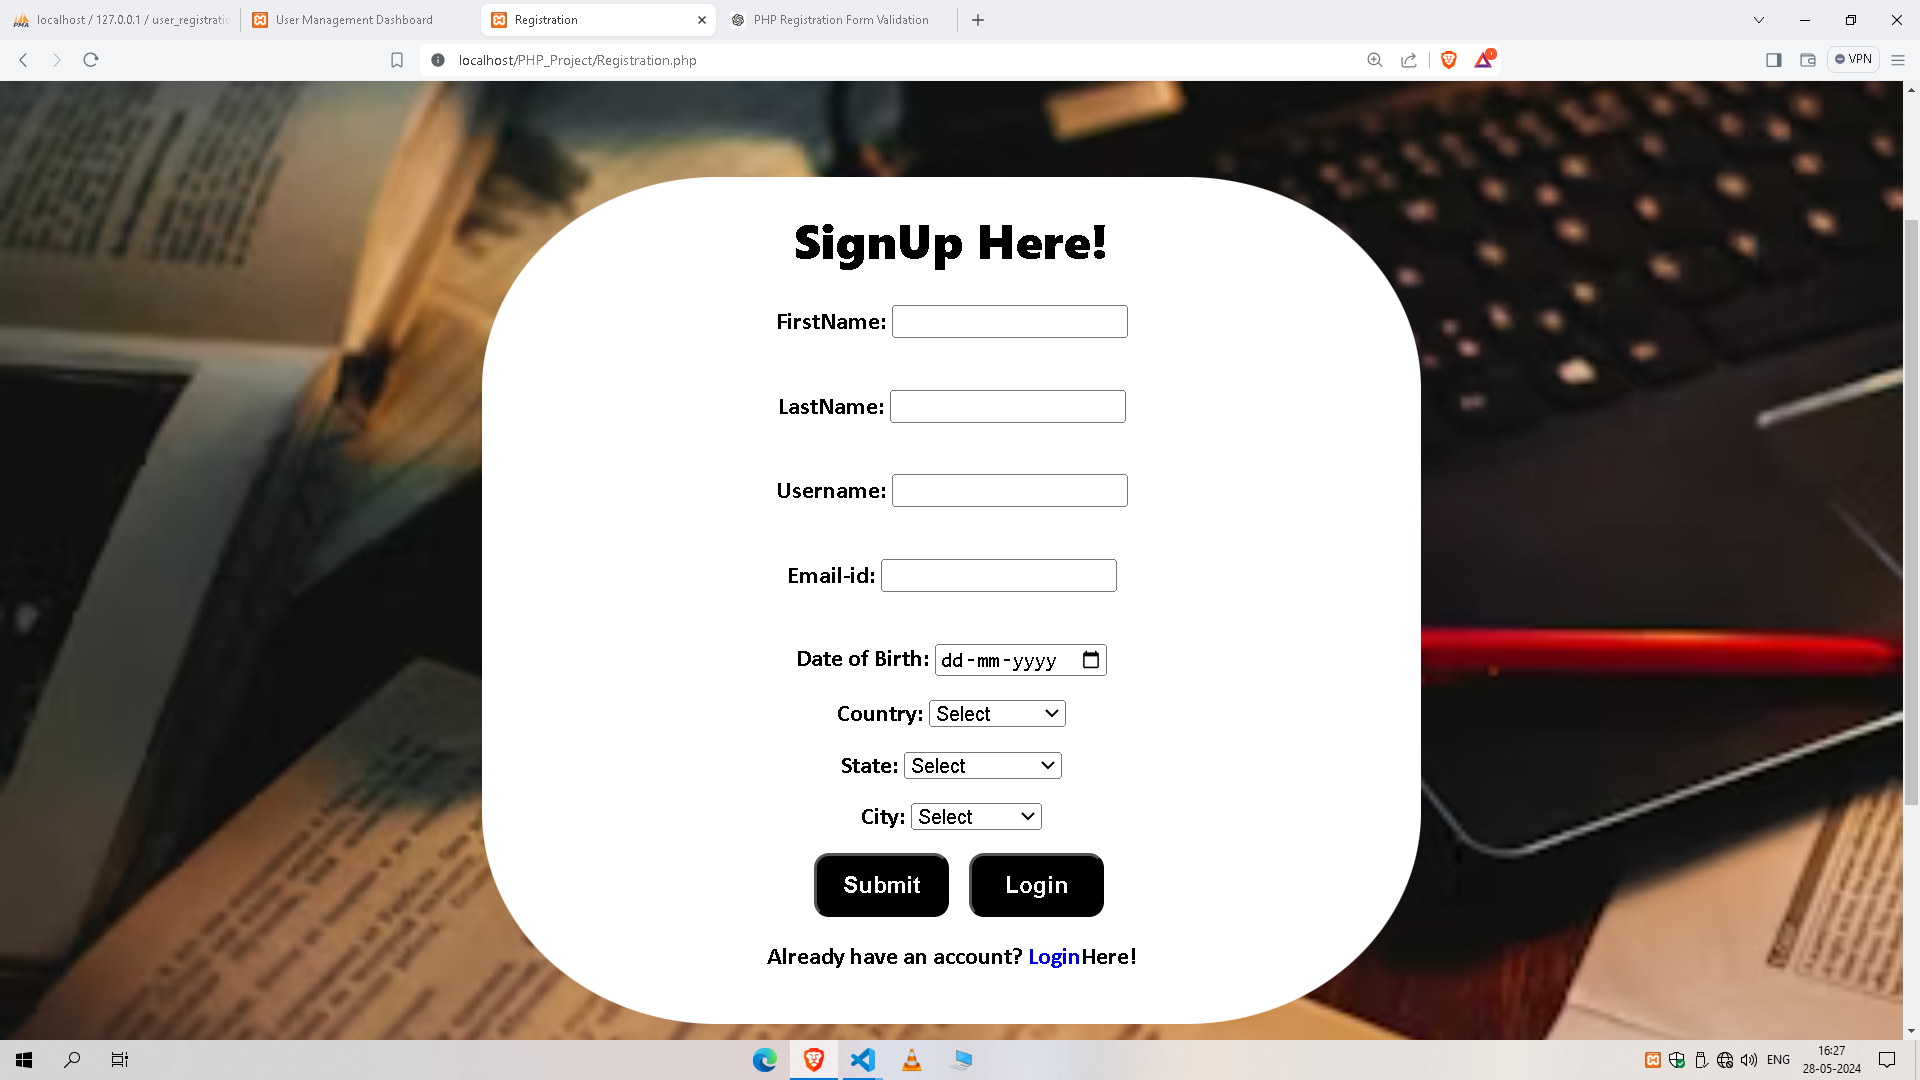 localhost / 127.0.0.1 / user_registratio
User Management Dashboard
Registration
PHP Registration Form Validation
localhost/PHP_Project/Registration.php
VPN
SignUp Here!
FirstName:
LastName:
Username:
Email-id:
Date of Birth: dd-mm-yyyy
Country: Select
State: Select
City: Select
Submit Login
Already have an account? LoginHere!
ENG
16:27
28-05-2024